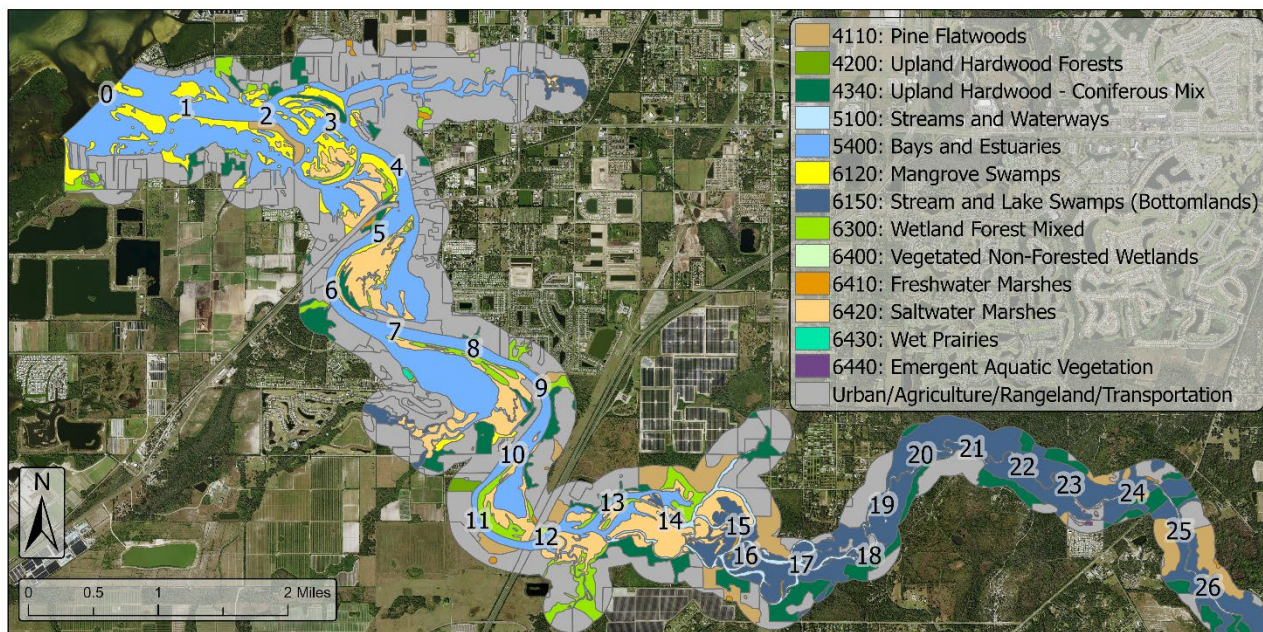 4110: Pine Flatwoods
4200: Upland Hardwood Forests
4340: Upland Hardwood - Coniferous Mix
5100: Streams and Waterways
5400: Bays and Estuaries
6120: Mangrove Swamps
6150: Stream and Lake Swamps (Bottomlands)
6300: Wetland Forest Mixed
6400: Vegetated Non-Forested Wetlands
6410: Freshwater Marshes
6420: Saltwater Marshes
6430: Wet Prairies
6440: Emergent Aquatic Vegetation
Urban/Agriculture/Rangeland/Transportation
0
1
2
3
4
5
6
7
8
9
10
11
12
13
14
15
16
17
18
19
20
21
22
23
24
25
26
N
0 0.5 1 2 Miles